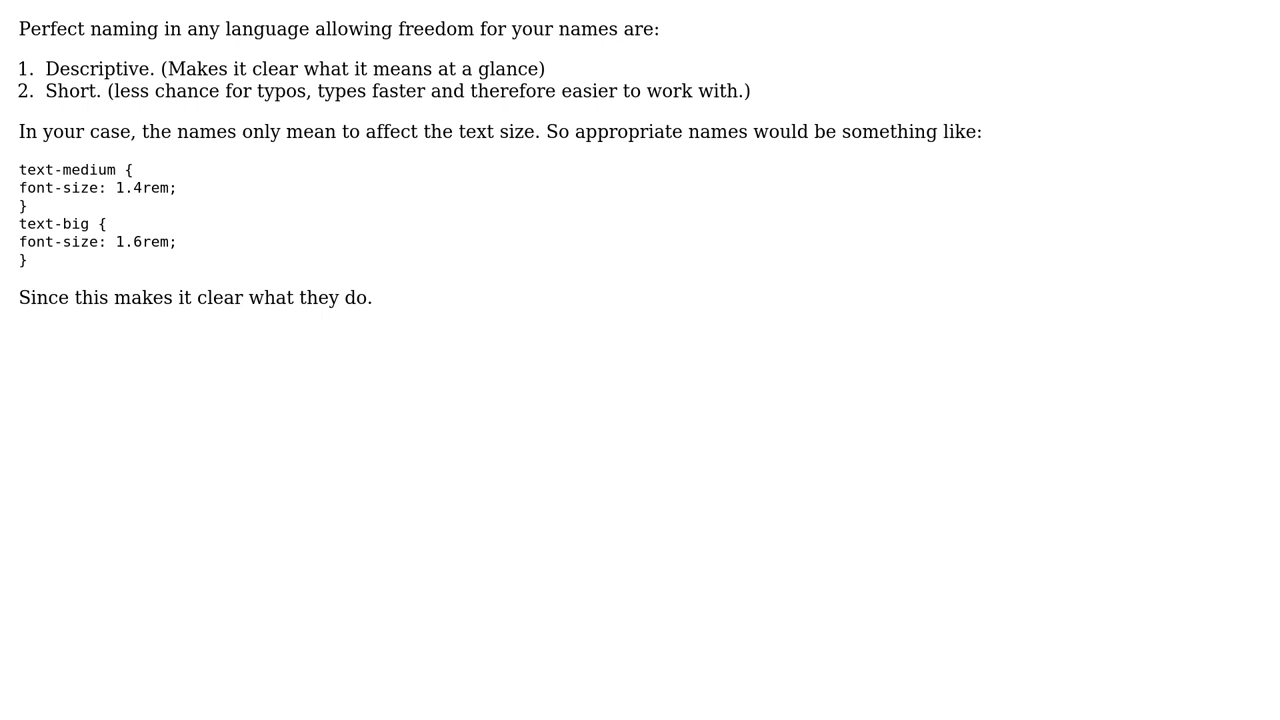 Perfect naming in any language allowing freedom for your names are:
1. Descriptive. (Makes it clear what it means at a glance)
2. Short. (less chance for typos, types faster and therefore easier to work with.)
In your case, the names only mean to affect the text size. So appropriate names would be something like:
text-medium {
font-size: 1.4rem;
}
text-big {
font-size: 1.6rem;
}
Since this makes it clear what they do.